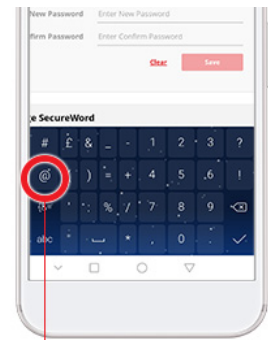 New Password Enter New Password
firm Password Enter Confirm Password
Clear Save
e SecureWord
# £ & _ - 1 2 3 ?
@ ( ) = + 4 5 6 !
% / 7 8 9
abc * 0